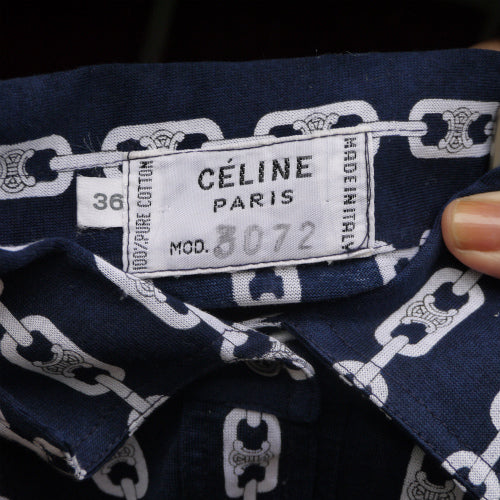 CÉLINE
PARIS
MOD. 3072
100% PURE COTTON
MADE IN ITALY
36